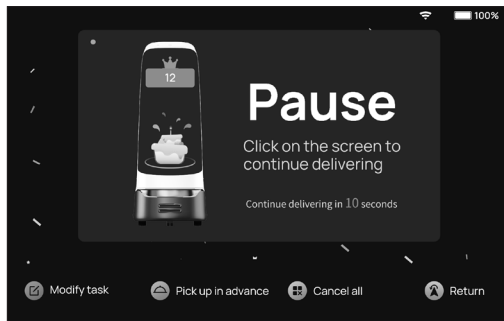 100%
12
Pause
Click on the screen to
continue delivering
Continue delivering in 10 seconds
Modify task
Pick up in advance
Cancel all
Return